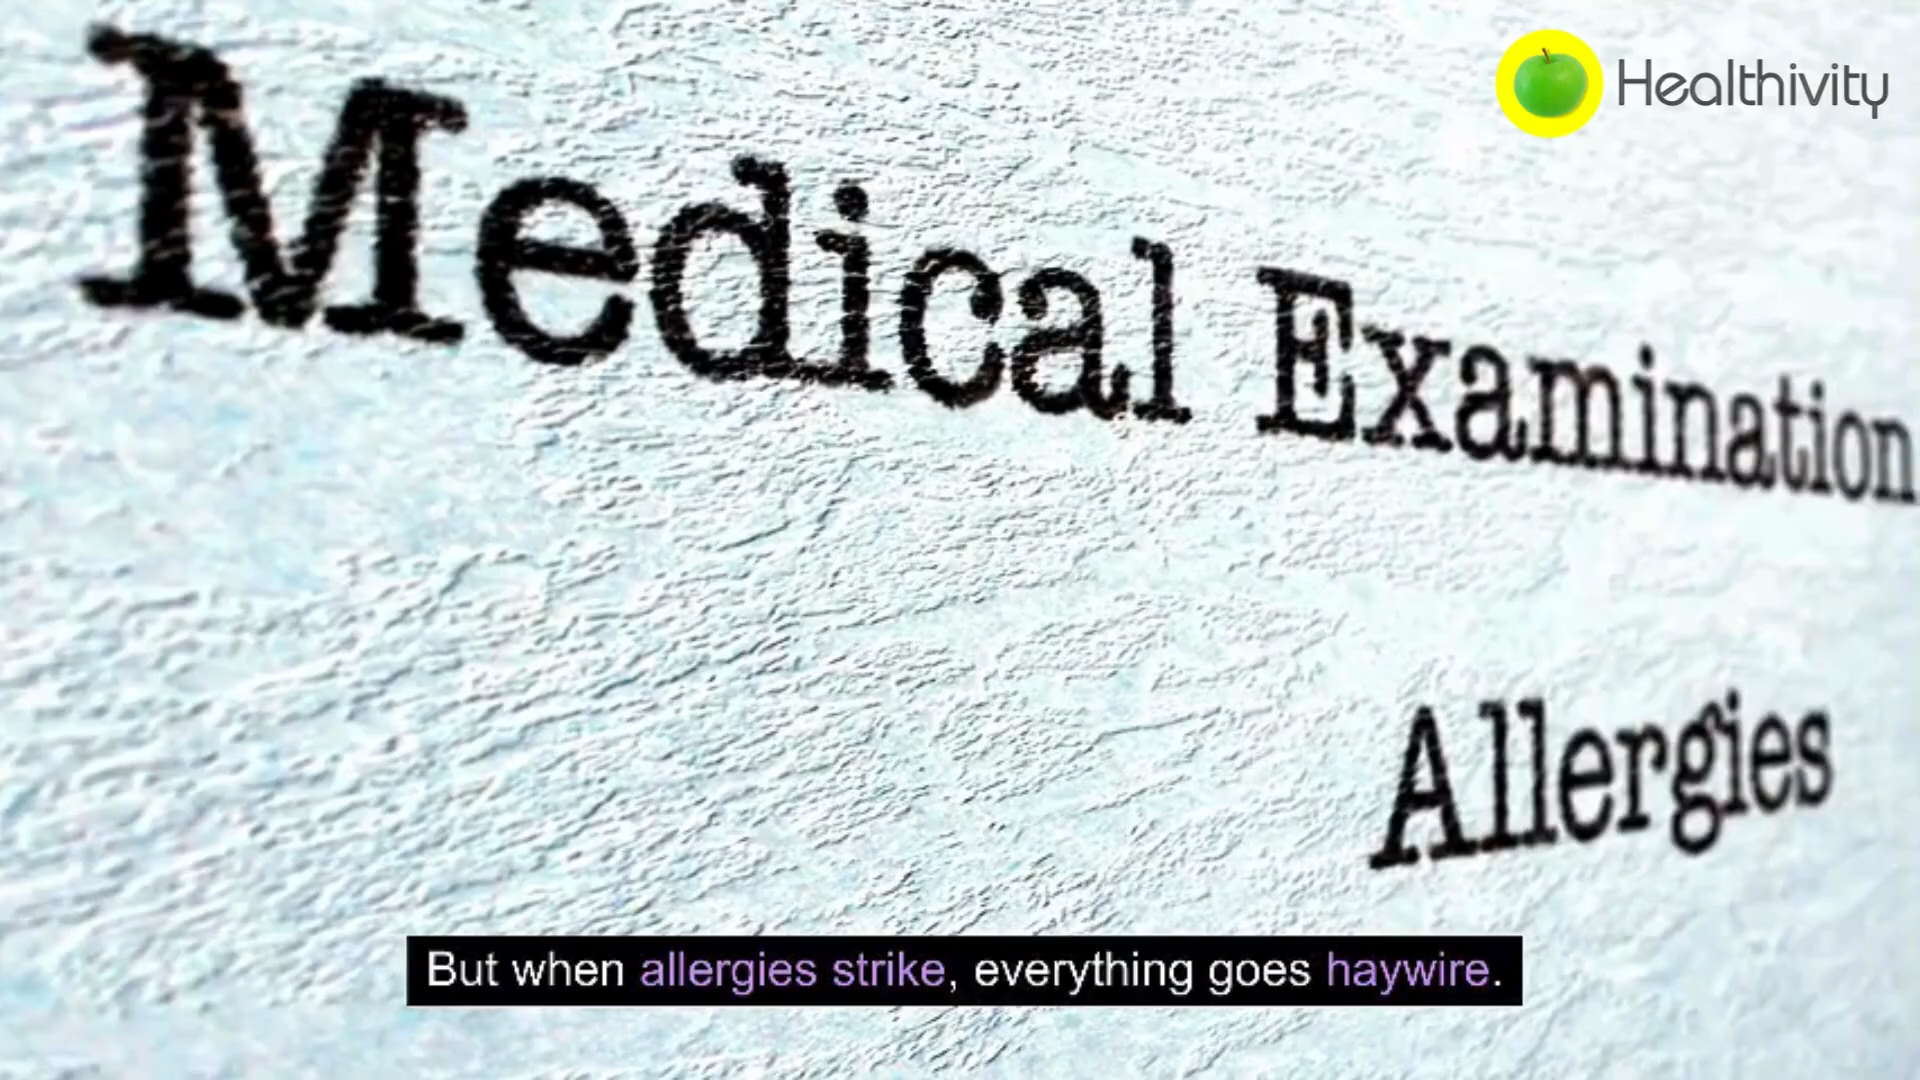 Healthivity
Medical Examination
Allergies
But when allergies strike, everything goes haywire.